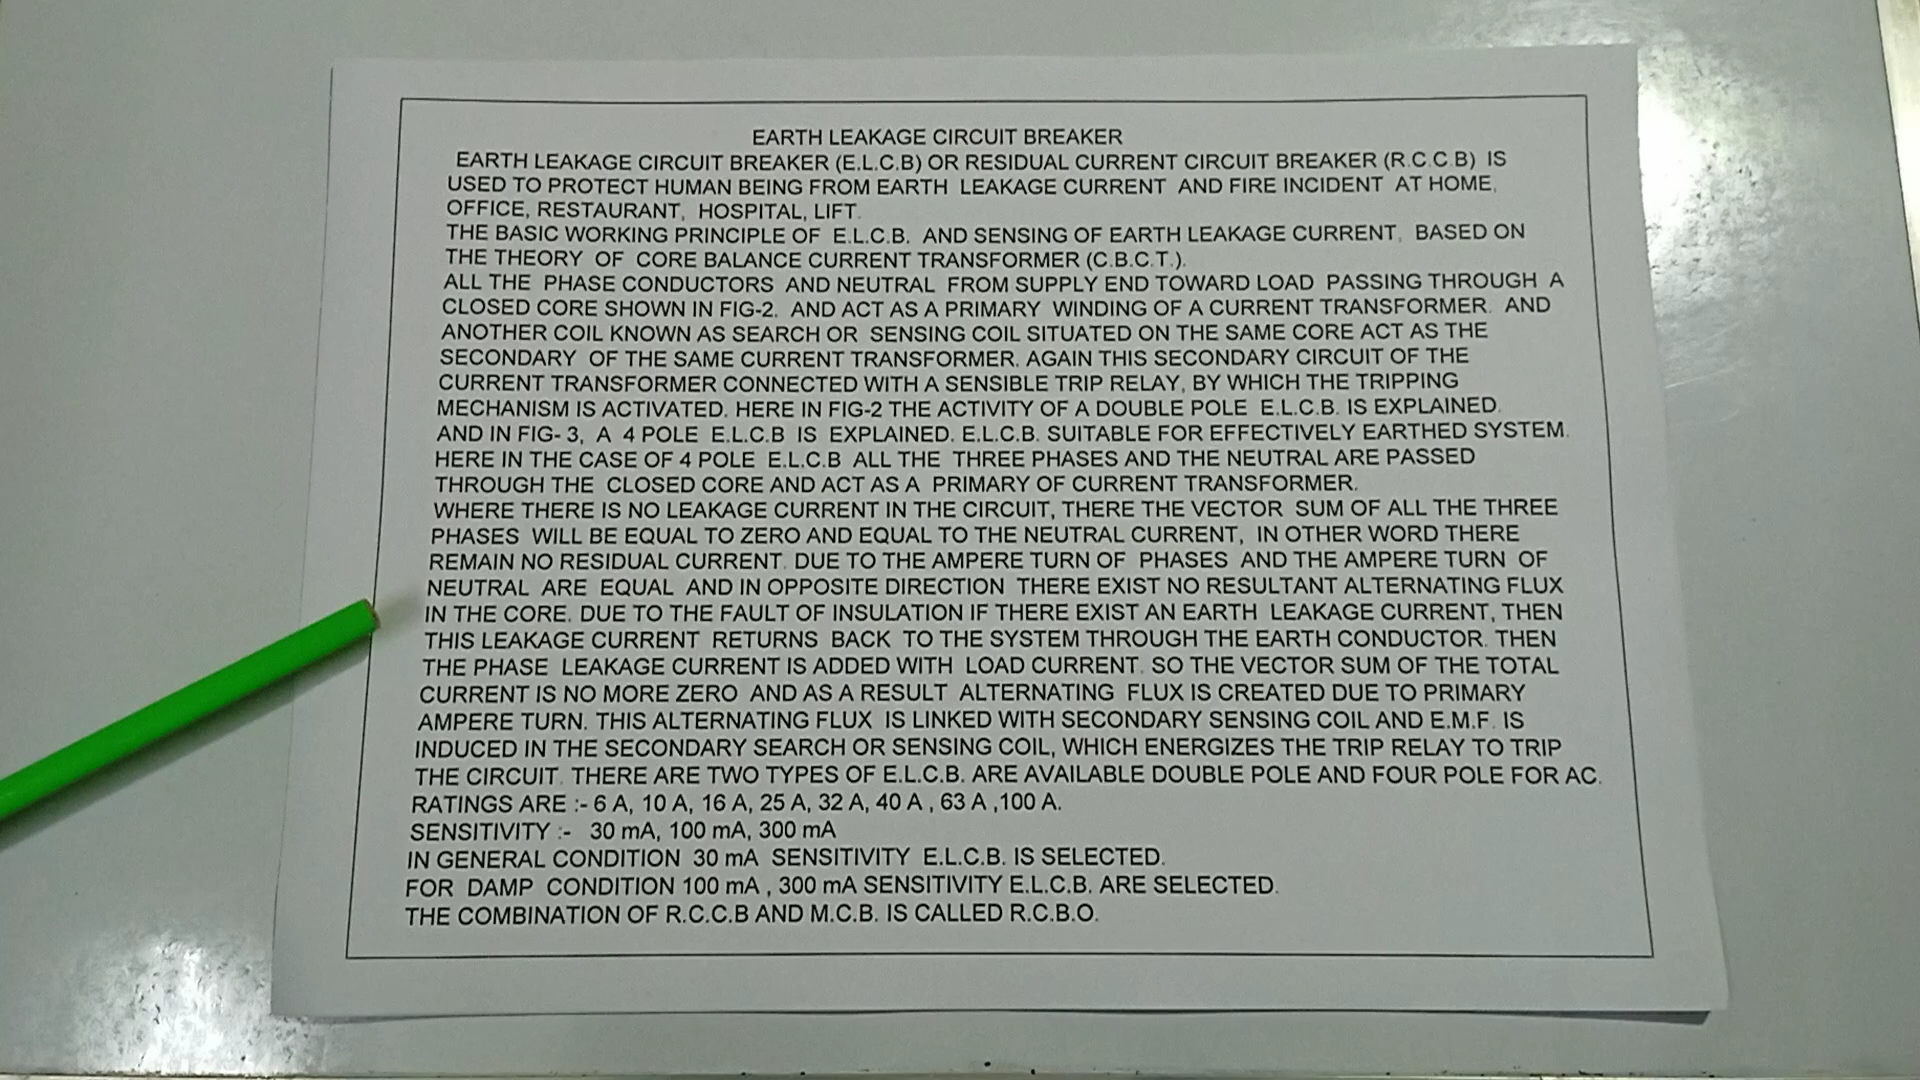 EARTH LEAKAGE CIRCUIT BREAKER
EARTH LEAKAGE CIRCUIT BREAKER (E.L.C.B) OR RESIDUAL CURRENT CIRCUIT BREAKER (R.C.C.B) IS
USED TO PROTECT HUMAN BEING FROM EARTH LEAKAGE CURRENT AND FIRE INCIDENT AT HOME,
OFFICE, RESTAURANT, HOSPITAL, LIFT.
THE BASIC WORKING PRINCIPLE OF E.L.C.B. AND SENSING OF EARTH LEAKAGE CURRENT, BASED ON
THE THEORY OF CORE BALANCE CURRENT TRANSFORMER (C.B.C.T.).
ALL THE PHASE CONDUCTORS AND NEUTRAL FROM SUPPLY END TOWARD LOAD PASSING THROUGH A
CLOSED CORE SHOWN IN FIG-2. AND ACT AS A PRIMARY WINDING OF A CURRENT TRANSFORMER. AND
ANOTHER COIL KNOWN AS SEARCH OR SENSING COIL SITUATED ON THE SAME CORE ACT AS THE
SECONDARY OF THE SAME CURRENT TRANSFORMER. AGAIN THIS SECONDARY CIRCUIT OF THE
CURRENT TRANSFORMER CONNECTED WITH A SENSIBLE TRIP RELAY, BY WHICH THE TRIPPING
MECHANISM IS ACTIVATED. HERE IN FIG-2 THE ACTIVITY OF A DOUBLE POLE E.L.C.B. IS EXPLAINED.
AND IN FIG- 3, A 4 POLE E.L.C.B IS EXPLAINED. E.L.C.B. SUITABLE FOR EFFECTIVELY EARTHED SYSTEM.
HERE IN THE CASE OF 4 POLE E.L.C.B ALL THE THREE PHASES AND THE NEUTRAL ARE PASSED
THROUGH THE CLOSED CORE AND ACT AS A PRIMARY OF CURRENT TRANSFORMER.
WHERE THERE IS NO LEAKAGE CURRENT IN THE CIRCUIT, THERE THE VECTOR SUM OF ALL THE THREE
PHASES WILL BE EQUAL TO ZERO AND EQUAL TO THE NEUTRAL CURRENT, IN OTHER WORD THERE
REMAIN NO RESIDUAL CURRENT. DUE TO THE AMPERE TURN OF PHASES AND THE AMPERE TURN OF
NEUTRAL ARE EQUAL AND IN OPPOSITE DIRECTION THERE EXIST NO RESULTANT ALTERNATING FLUX
IN THE CORE. DUE TO THE FAULT OF INSULATION IF THERE EXIST AN EARTH LEAKAGE CURRENT, THEN
THIS LEAKAGE CURRENT RETURNS BACK TO THE SYSTEM THROUGH THE EARTH CONDUCTOR. THEN
THE PHASE LEAKAGE CURRENT IS ADDED WITH LOAD CURRENT. SO THE VECTOR SUM OF THE TOTAL
CURRENT IS NO MORE ZERO AND AS A RESULT ALTERNATING FLUX IS CREATED DUE TO PRIMARY
AMPERE TURN. THIS ALTERNATING FLUX IS LINKED WITH SECONDARY SENSING COIL AND E.M.F. IS
INDUCED IN THE SECONDARY SEARCH OR SENSING COIL, WHICH ENERGIZES THE TRIP RELAY TO TRIP
THE CIRCUIT. THERE ARE TWO TYPES OF E.L.C.B. ARE AVAILABLE DOUBLE POLE AND FOUR POLE FOR AC.
RATINGS ARE :- 6 A, 10 A, 16 A, 25 A, 32 A, 40 A , 63 A ,100 A.
SENSITIVITY :- 30 mA, 100 mA, 300 mA
IN GENERAL CONDITION 30 mA SENSITIVITY E.L.C.B. IS SELECTED.
FOR DAMP CONDITION 100 mA , 300 mA SENSITIVITY E.L.C.B. ARE SELECTED.
THE COMBINATION OF R.C.C.B AND M.C.B. IS CALLED R.C.B.O.